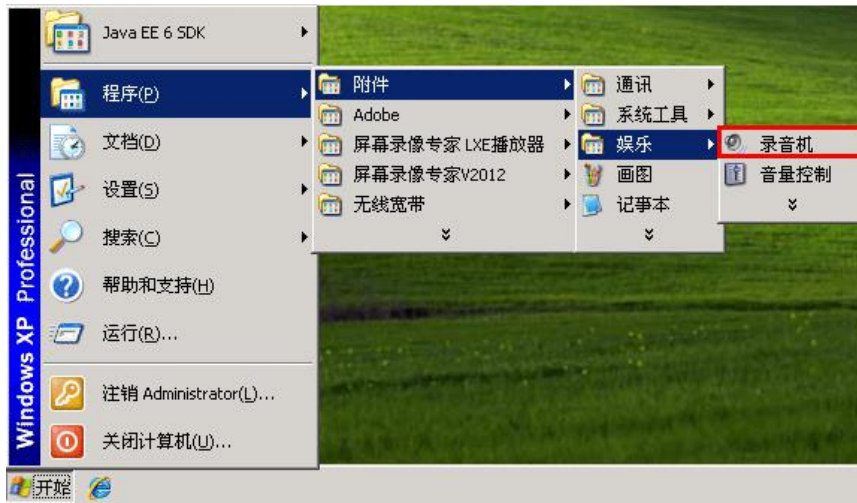 Java EE 6 SDK
程序(P)
文档(D)
设置(S)
搜索(C)
帮助和支持(H)
运行(R)...
注销 Administrator(L)...
关闭计算机(U)...
Windows XP Professional
开始
附件
Adobe
屏幕录像专家 LXE播放器
屏幕录像专家V2012
无线宽带
通讯
系统工具
娱乐
画图
记事本
录音机
音量控制